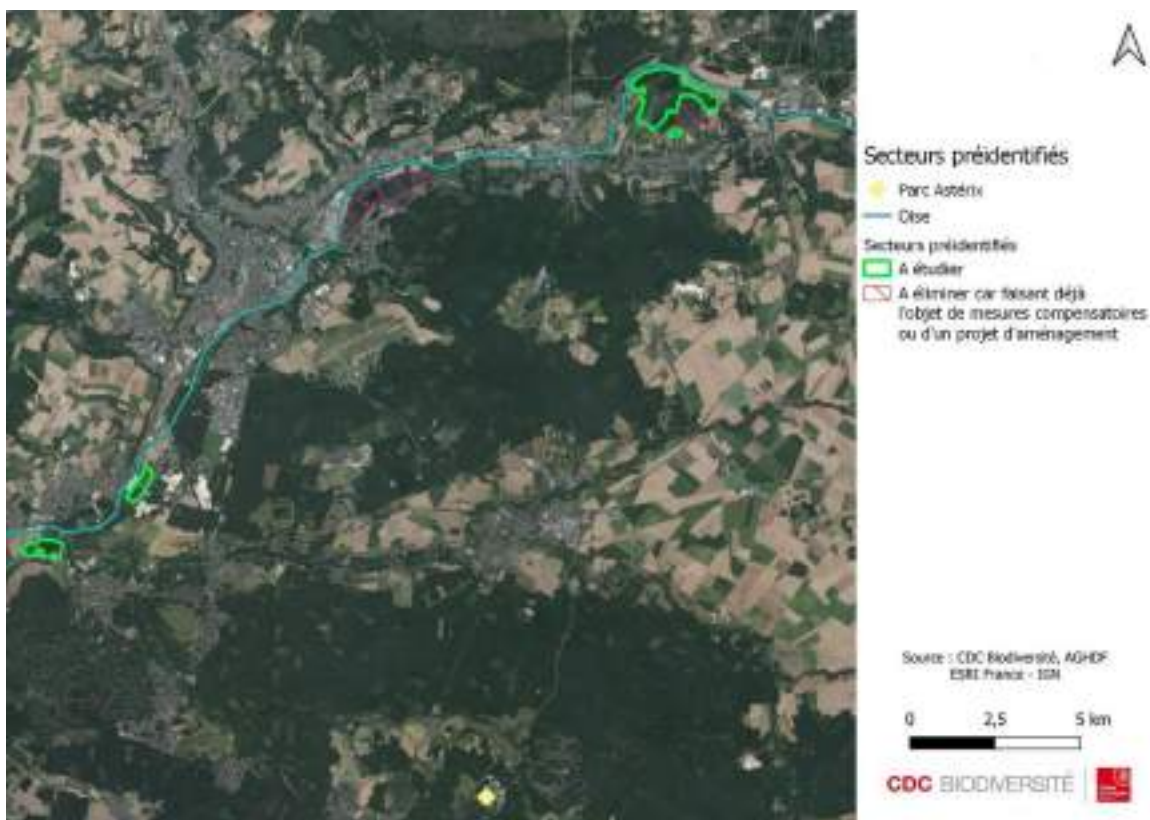 Secteurs préidentifiés
Parc Astérix
Oise
Secteurs préidentifiés
A étudier
A éliminer car faisant déjà
l'objet de mesures compensatoires
ou d'un projet d'aménagement
Source : CDC Biodiversité, AGHDF
ESRI France - IGN
0 2,5 5 km
CDC BIODIVERSITÉ